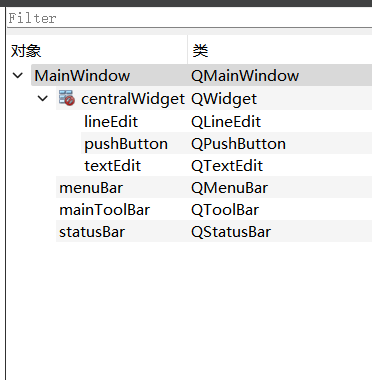 Filter
对象 类
MainWindow QMainWindow
centralWidget QWidget
lineEdit QLineEdit
pushButton QPushButton
textEdit QTextEdit
menuBar QMenuBar
mainToolBar QToolBar
statusBar QStatusBar